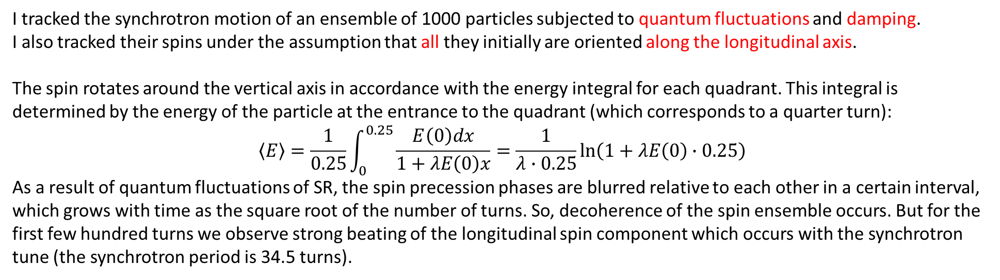 I tracked the synchrotron motion of an ensemble of 1000 particles subjected to quantum fluctuations and damping.
I also tracked their spins under the assumption that all they initially are oriented along the longitudinal axis.
The spin rotates around the vertical axis in accordance with the energy integral for each quadrant. This integral is
determined by the energy of the particle at the entrance to the quadrant (which corresponds to a quarter turn):
⟨E⟩ = \frac{1}{0.25} \int_0^{0.25} \frac{E(0)dx}{1 + λE(0)x} = \frac{1}{λ · 0.25} ln(1 + λE(0) · 0.25)
As a result of quantum fluctuations of SR, the spin precession phases are blurred relative to each other in a certain interval,
which grows with time as the square root of the number of turns. So, decoherence of the spin ensemble occurs. But for the
first few hundred turns we observe strong beating of the longitudinal spin component which occurs with the synchrotron
tune (the synchrotron period is 34.5 turns).